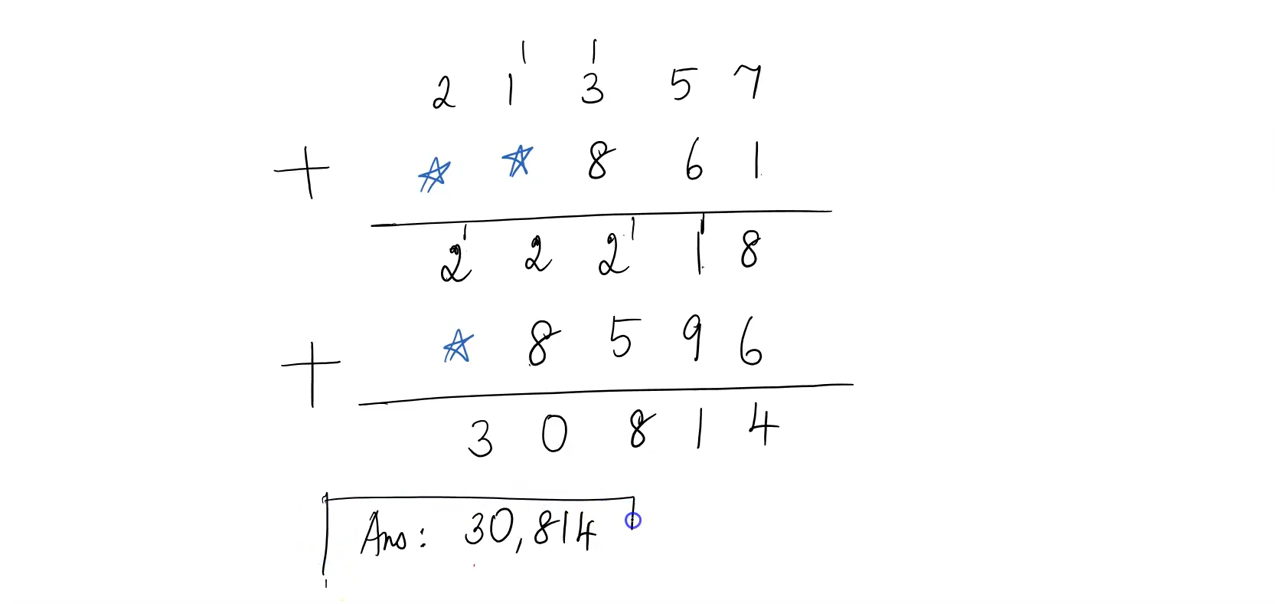 1 1
2 1 3 5 7
+ ☆ ☆ 8 6 1
1 1 1
2 2 2 1 8
+ ☆ 8 5 9 6
3 0 8 1 4
Ans: 30,814